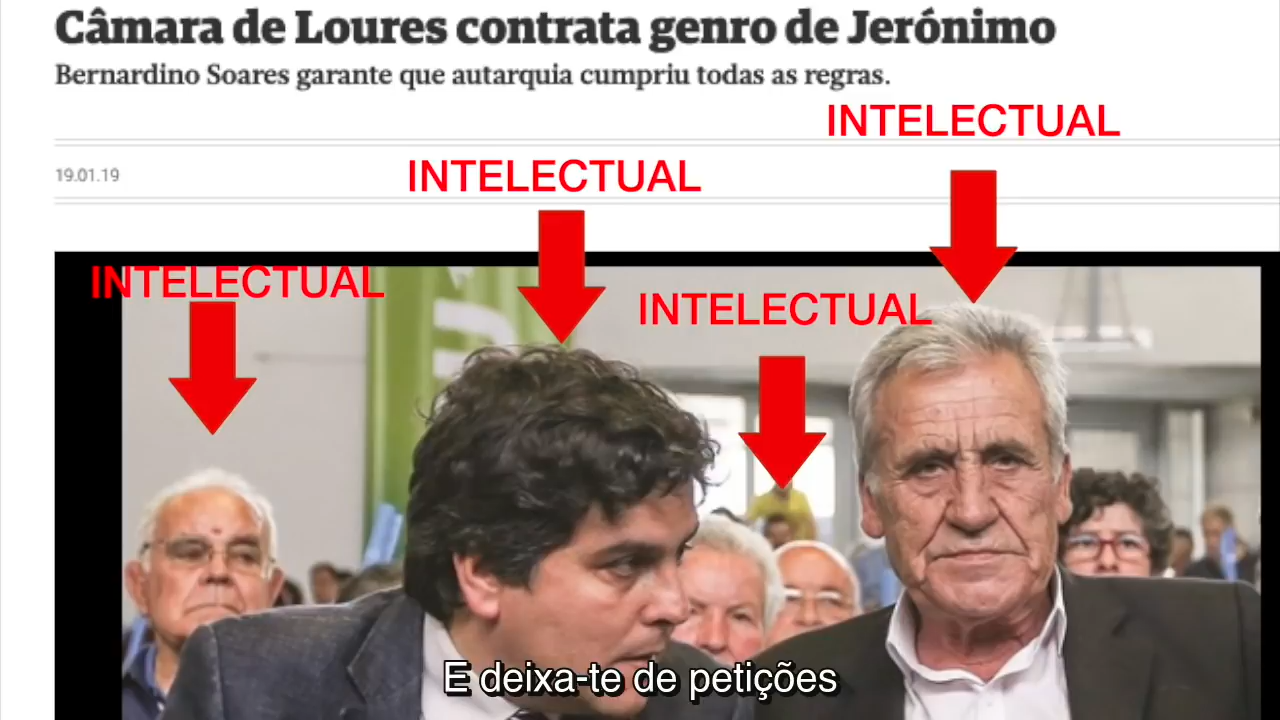 Câmara de Loures contrata genro de Jerónimo
Bernardino Soares garante que autarquia cumpriu todas as regras.
INTELECTUAL
19.01.19
INTELECTUAL
INTELECTUAL
INTELECTUAL
E deixa-te de petições